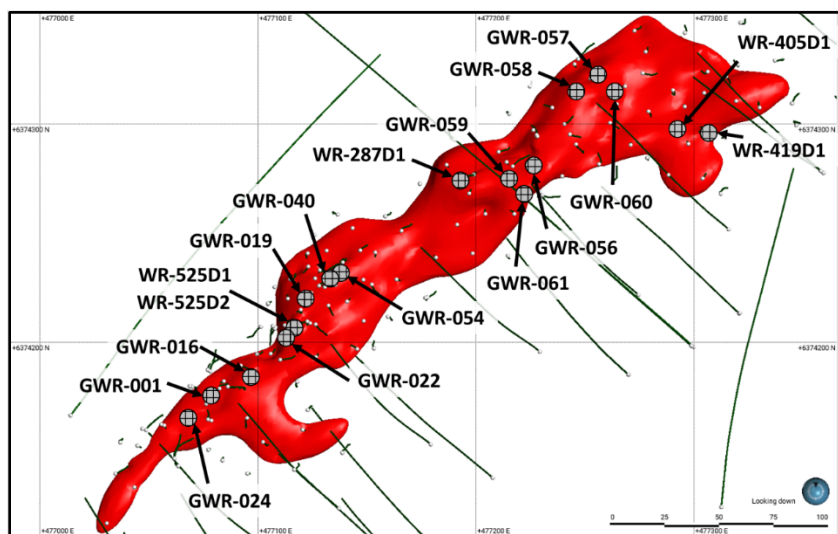 +477000 E
+477100 E
+477200 E
+477300 E
GWR-057
WR-405D1
GWR-058
+6374300 N
+6374300 N
GWR-059
WR-419D1
WR-287D1
GWR-040
GWR-060
GWR-019
GWR-056
WR-525D1
GWR-061
WR-525D2
GWR-054
+6374200 N
+6374200 N
GWR-016
GWR-022
GWR-001
GWR-024
Looking down
0 25 50 75 100
+477000 E
+477100 E
+477200 E
+477300 E